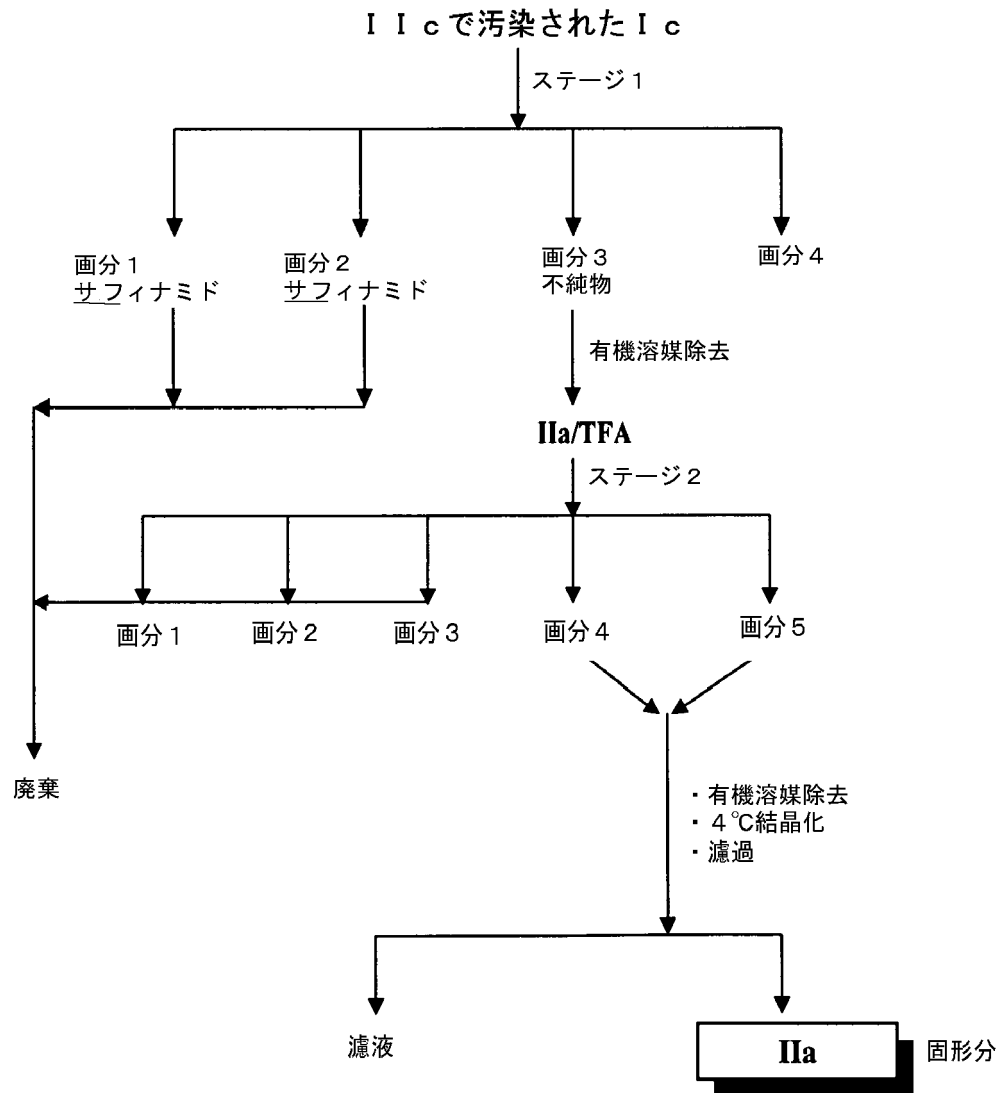 ＩＩｃで汚染されたＩｃ
ステージ１
画分１
サフィナミド
画分２
サフィナミド
画分３
不純物
画分４
有機溶媒除去
IIa/TFA
ステージ２
画分１
画分２
画分３
画分４
画分５
廃棄
・有機溶媒除去
・４℃結晶化
・濾過
濾液
IIa
固形分